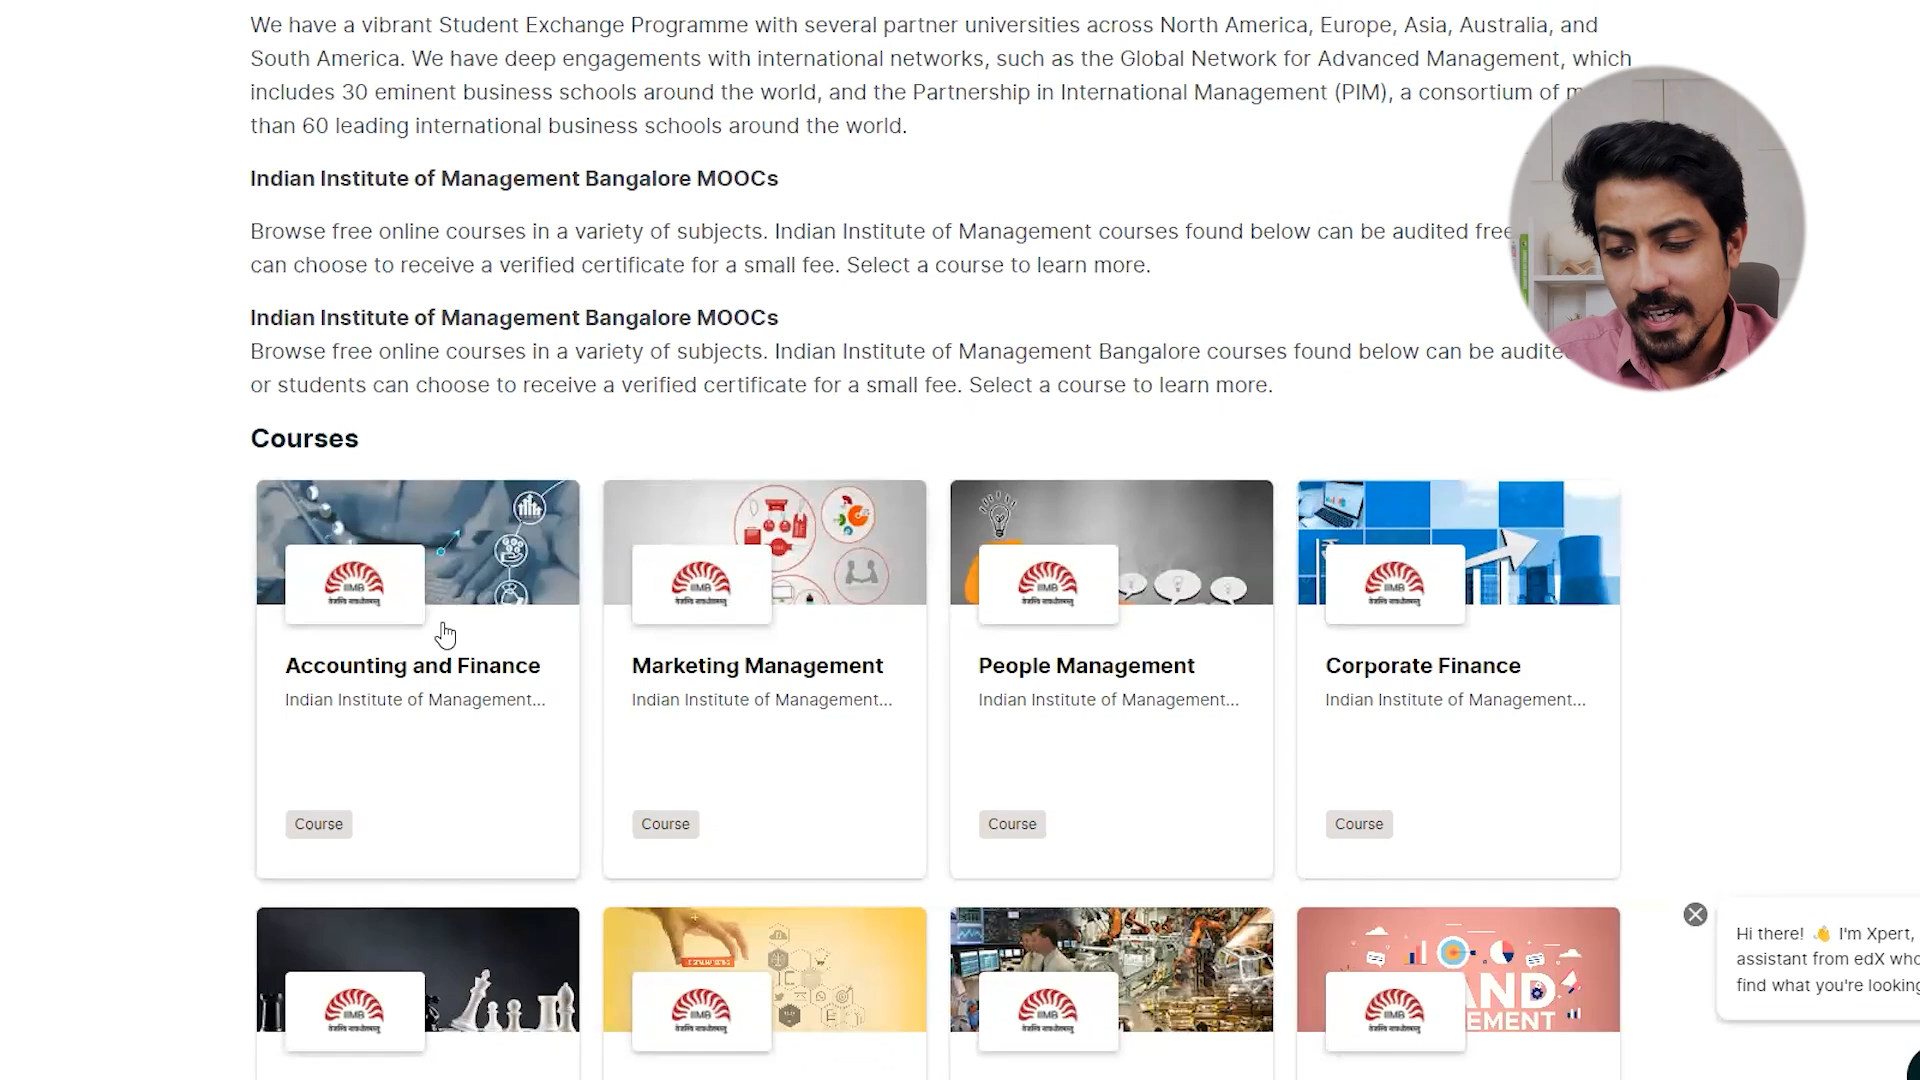 We have a vibrant Student Exchange Programme with several partner universities across North America, Europe, Asia, Australia, and
South America. We have deep engagements with international networks, such as the Global Network for Advanced Management, which
includes 30 eminent business schools around the world, and the Partnership in International Management (PIM), a consortium of
than 60 leading international business schools around the world.
Indian Institute of Management Bangalore MOOCs
Browse free online courses in a variety of subjects. Indian Institute of Management courses found below can be audited free
can choose to receive a verified certificate for a small fee. Select a course to learn more.
Indian Institute of Management Bangalore MOOCs
Browse free online courses in a variety of subjects. Indian Institute of Management Bangalore courses found below can be audite
or students can choose to receive a verified certificate for a small fee. Select a course to learn more.
Courses
IIMB
IIMB
IIMB
IIMB
Accounting and Finance
Marketing Management
People Management
Corporate Finance
Indian Institute of Management...
Indian Institute of Management...
Indian Institute of Management...
Indian Institute of Management...
Course
Course
Course
Course
Hi there! 👋 I'm Xpert,
assistant from edX who
find what you're looking
AND
EMENT
IIMB
IIMB
IIMB
IIMB